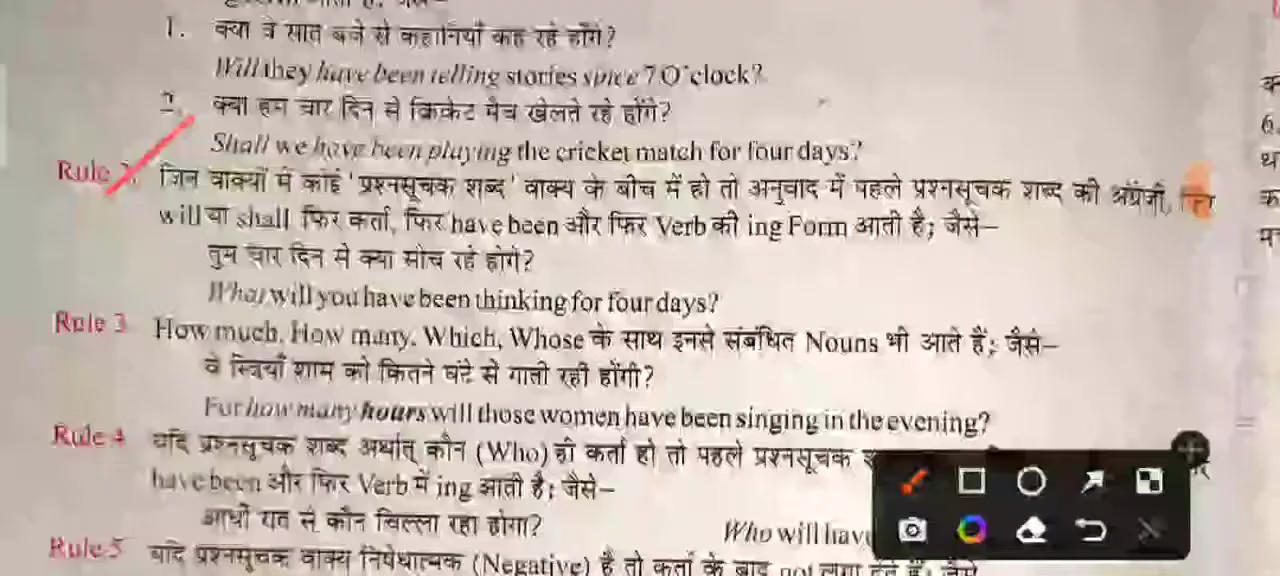 1. क्या वे सात बजे से कहानियाँ कह रहे होंगे?
Will they have been telling stories spice 7 O'clock?
2. क्या हम चार दिन से क्रिकेट मैच खेलते रहे होंगे?
Shall we have been playing the cricket match for four days?
Rule 2. जिन वाक्यों में कोई 'प्रश्नसूचक शब्द' वाक्य के बीच में हो तो अनुवाद में पहले प्रश्नसूचक शब्द की अंग्रेजी, फिर
will या shall फिर कर्ता, फिर have been और फिर Verb की ing Form आती है; जैसे–
तुम चार दिन से क्या सोच रहे होगे?
What will you have been thinking for four days?
Rule 3 How much, How many, Which, Whose के साथ इनसे संबंधित Nouns भी आते हैं; जैसे–
वे स्त्रियाँ शाम को कितने घंटे से गाती रही होंगी?
For how many hours will those women have been singing in the evening?
Rule 4 यदि प्रश्नसूचक शब्द अर्थात् कौन (Who) ही कर्ता हो तो पहले प्रश्नसूचक
have been और फिर Verb में ing आती है; जैसे–
आधी रात से कौन चिल्ला रहा होगा? Who will have
Rule 5 यदि प्रश्नसूचक वाक्य निषेधात्मक (Negative) है तो कर्ता के बाद not लगा देते हैं; जैसे